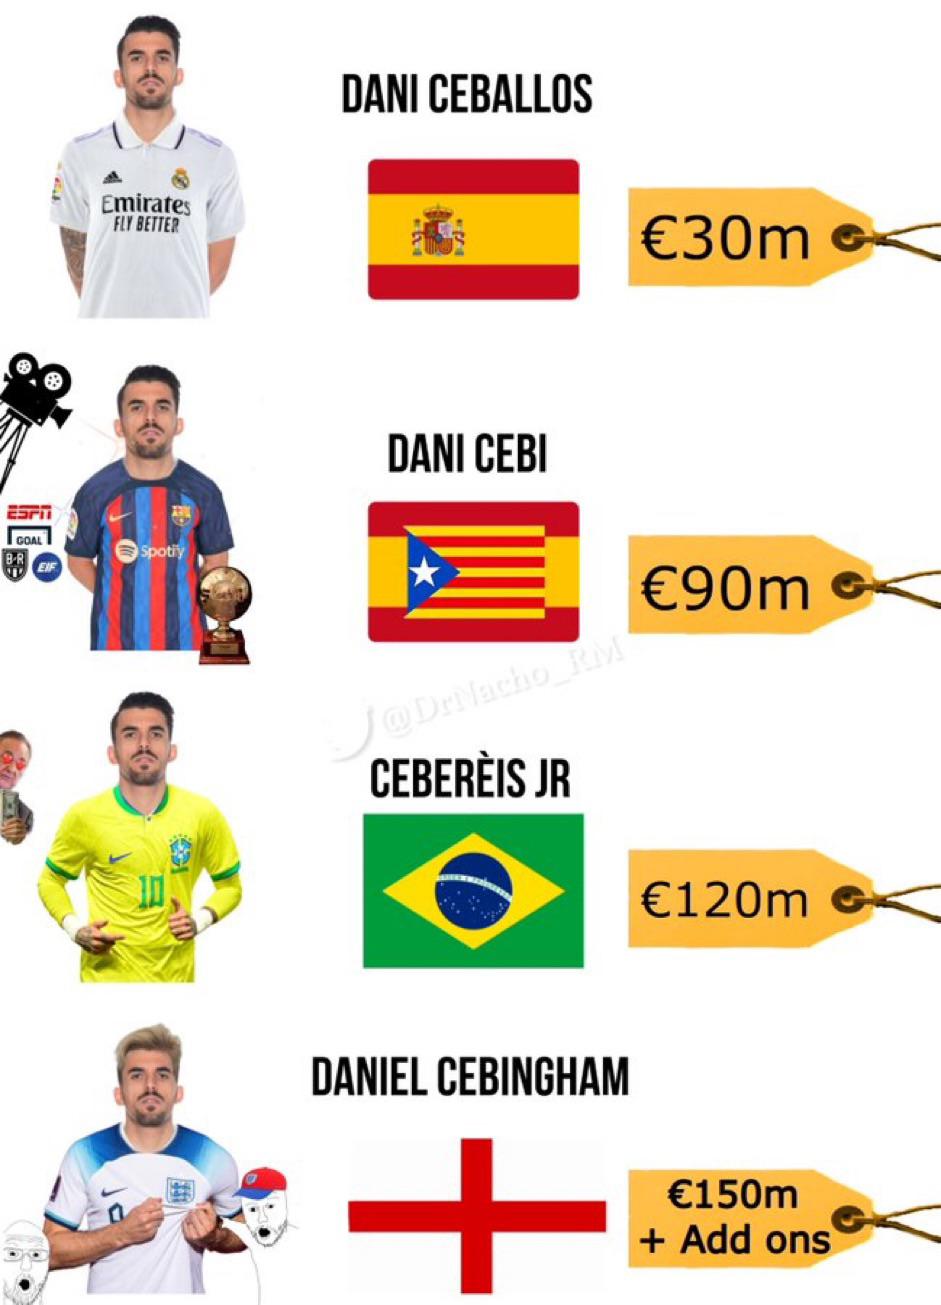 DANI CEBALLOS
Emirates
FLY BETTER
€30m
DANI CEBI
ESPN
GOAL
B/R
EIF
Spotify
€90m
@DrNacho_RM
CEBERÈIS JR
10
€120m
DANIEL CEBINGHAM
€150m
+ Add ons